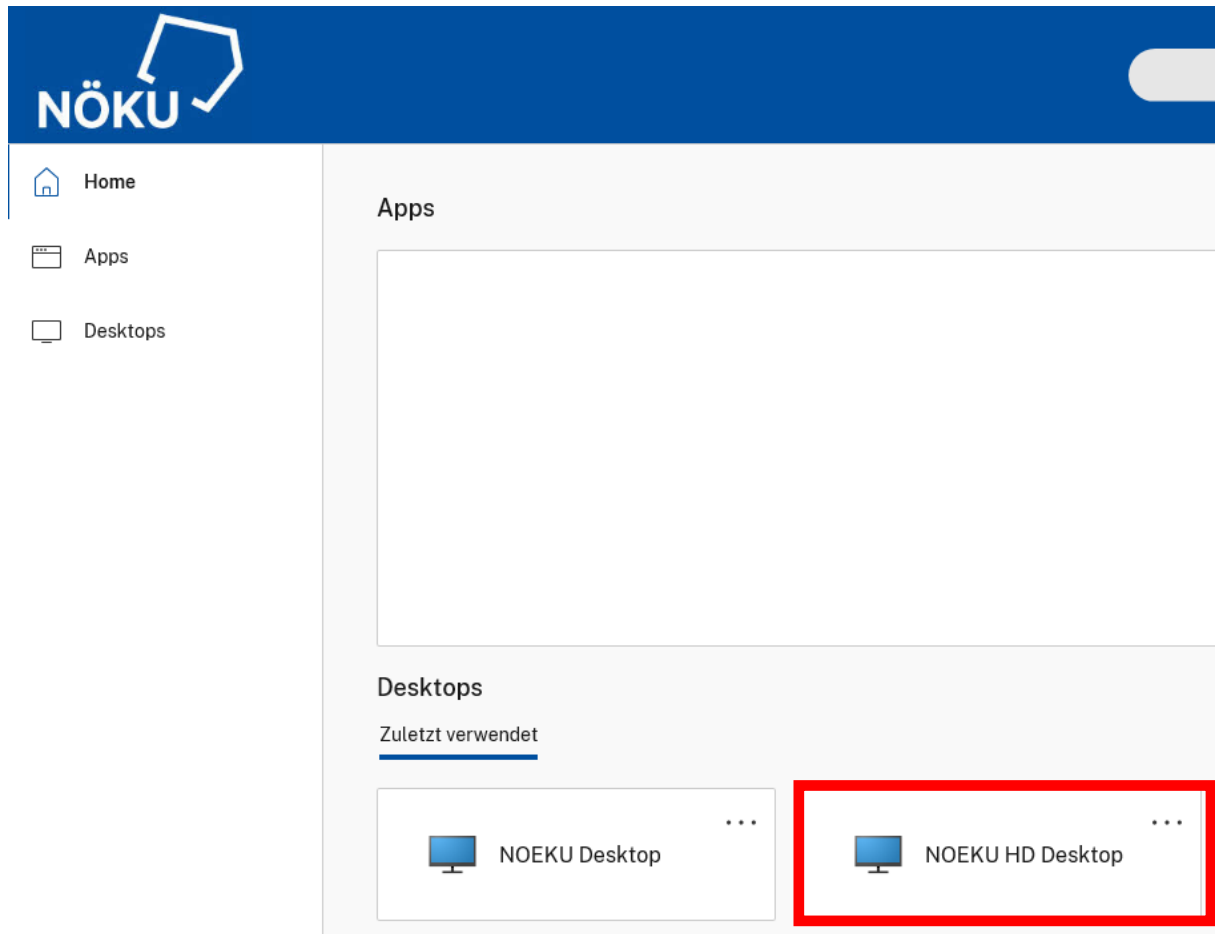 NÖKU
Home
Apps
Desktops
Apps
Desktops
Zuletzt verwendet
NOEKU Desktop
NOEKU HD Desktop